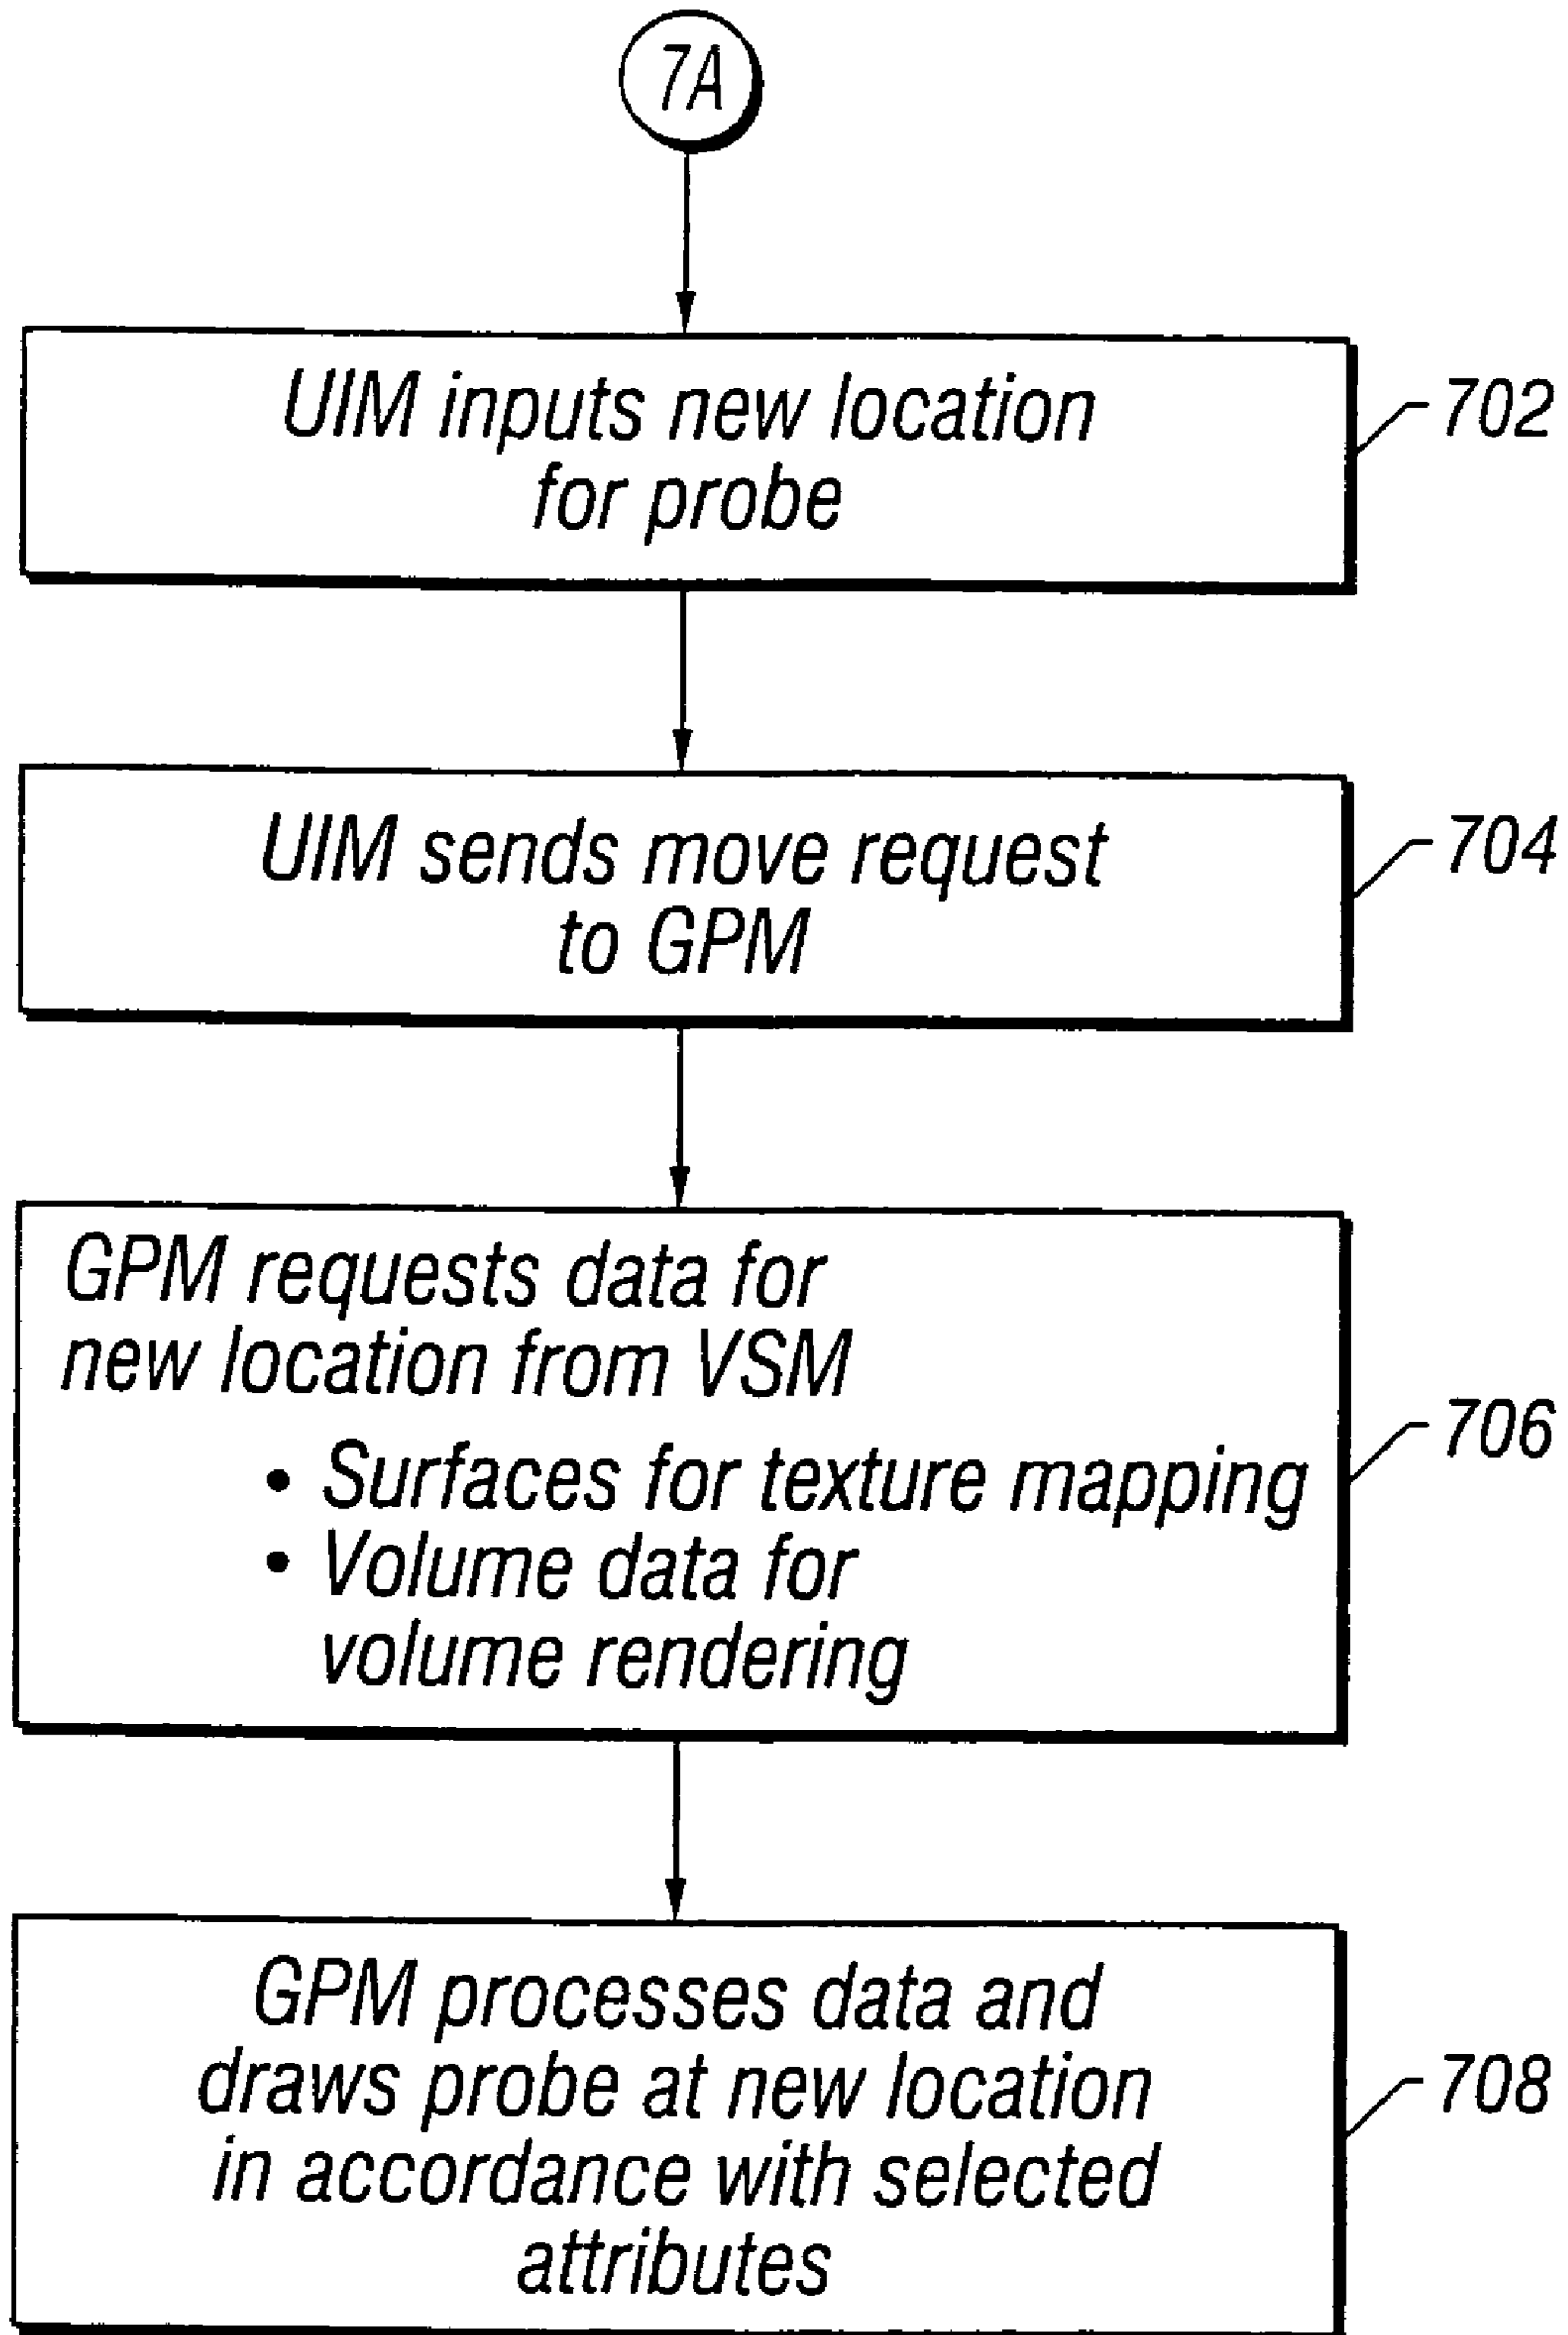 7A
UIM inputs new location
for probe
702
UIM sends move request
to GPM
704
GPM requests data for
new location from VSM
• Surfaces for texture mapping
• Volume data for
volume rendering
706
GPM processes data and
draws probe at new location
in accordance with selected
attributes
708